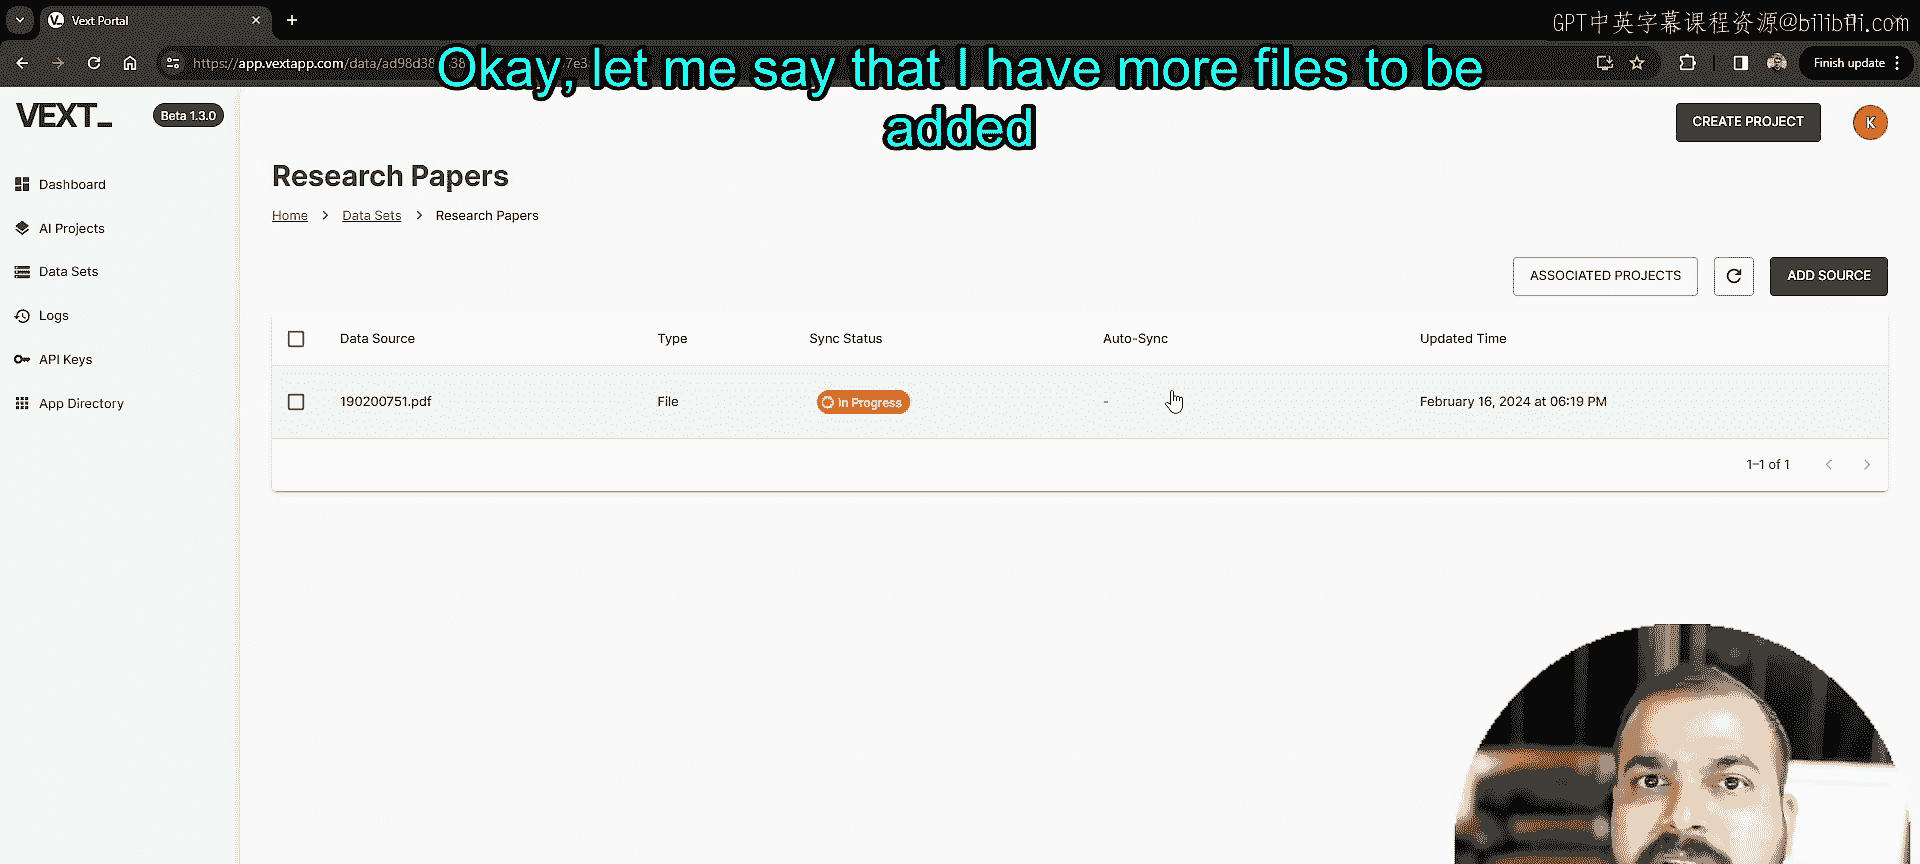 Vext Portal
GPT中英字幕课程资源@bilibili.com
https://app.vextapp.com/data/ad98d38
Finish update
Okay, let me say that I have more files to be
added
VEXT_
Beta 1.3.0
CREATE PROJECT
K
Dashboard
AI Projects
Data Sets
Logs
API Keys
App Directory
Research Papers
Home > Data Sets > Research Papers
ASSOCIATED PROJECTS
ADD SOURCE
Data Source Type Sync Status Auto-Sync Updated Time
190200751.pdf File In Progress - February 16, 2024 at 06:19 PM
1–1 of 1